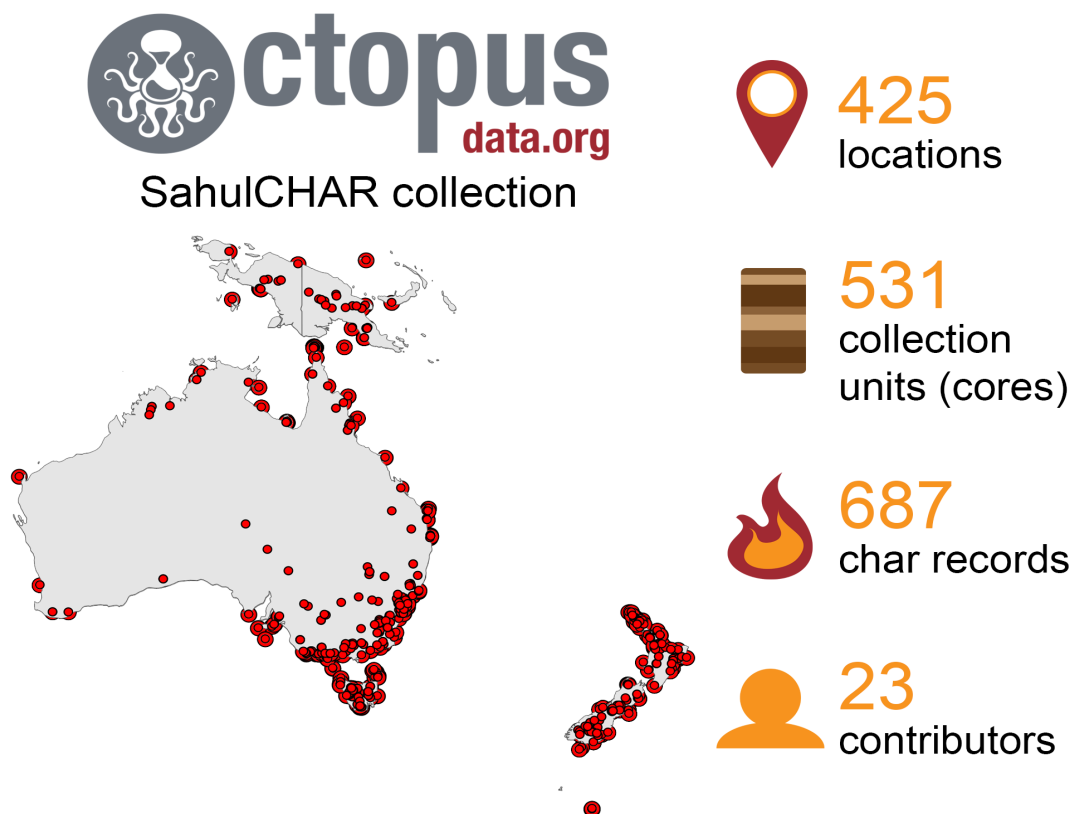 ctopus
data.org
SahulCHAR collection
425
locations
531
collection
units (cores)
687
char records
23
contributors